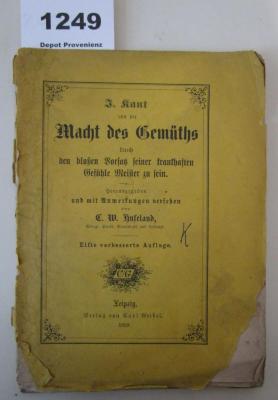 1249
Depot Provenienz
I. Kant
von der
Macht des Gemüths
durch
den bloßen Vorsatz seiner krankhaften
Gefühle Meister zu sein.
Herausgegeben
und mit Anmerkungen versehen
von
C. W. Hufeland,
Elfte verbesserte Auflage.
CG
Leipzig,
Verlag von Carl Geibel.